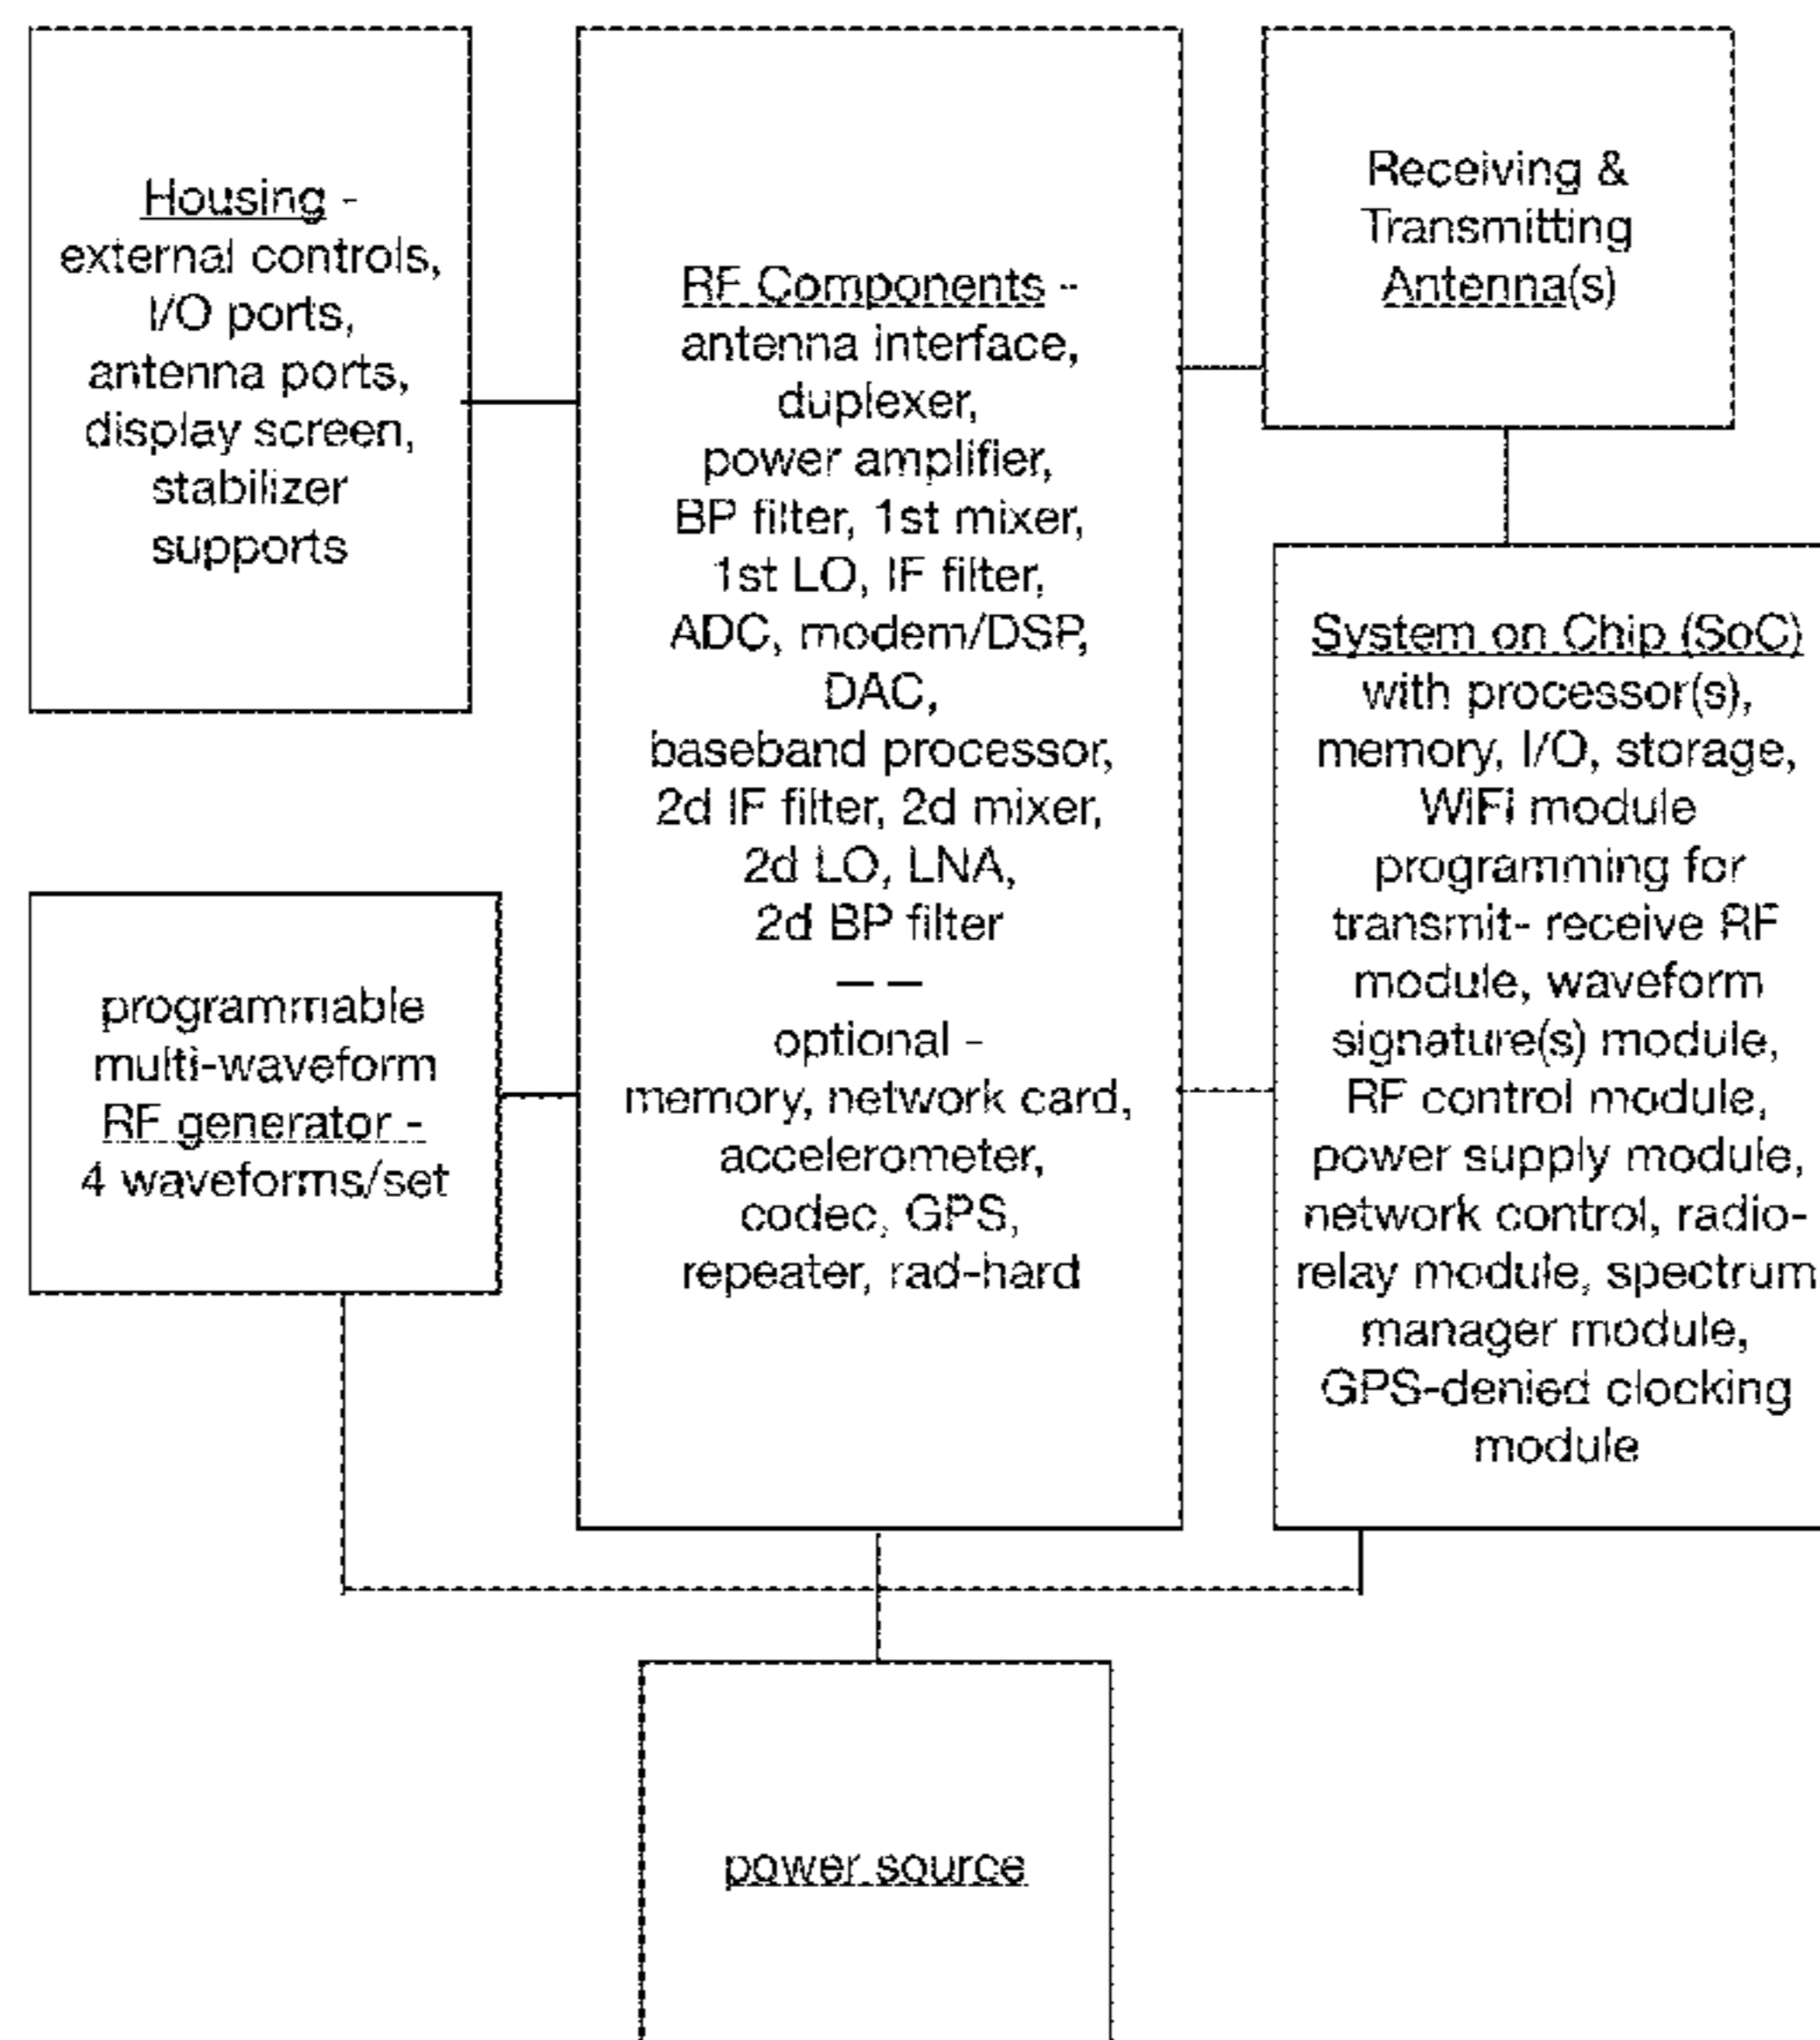 Housing -
external controls,
I/O ports,
antenna ports,
display screen,
stabilizer
supports
RF Components -
antenna interface,
duplexer,
power amplifier,
BP filter, 1st mixer,
1st LO, IF filter,
ADC, modem/DSP,
DAC,
baseband processor,
2d IF filter, 2d mixer,
2d LO, LNA,
2d BP filter
— —
optional -
memory, network card,
accelerometer,
codec, GPS,
repeater, rad-hard
Receiving &
Transmitting
Antenna(s)
System on Chip (SoC)
with processor(s),
memory, I/O, storage,
WiFi module
programming for
transmit- receive RF
module, waveform
signature(s) module,
RF control module,
power supply module,
network control, radio-
relay module, spectrum
manager module,
GPS-denied clocking
module
programmable
multi-waveform
RF generator -
4 waveforms/set
power source